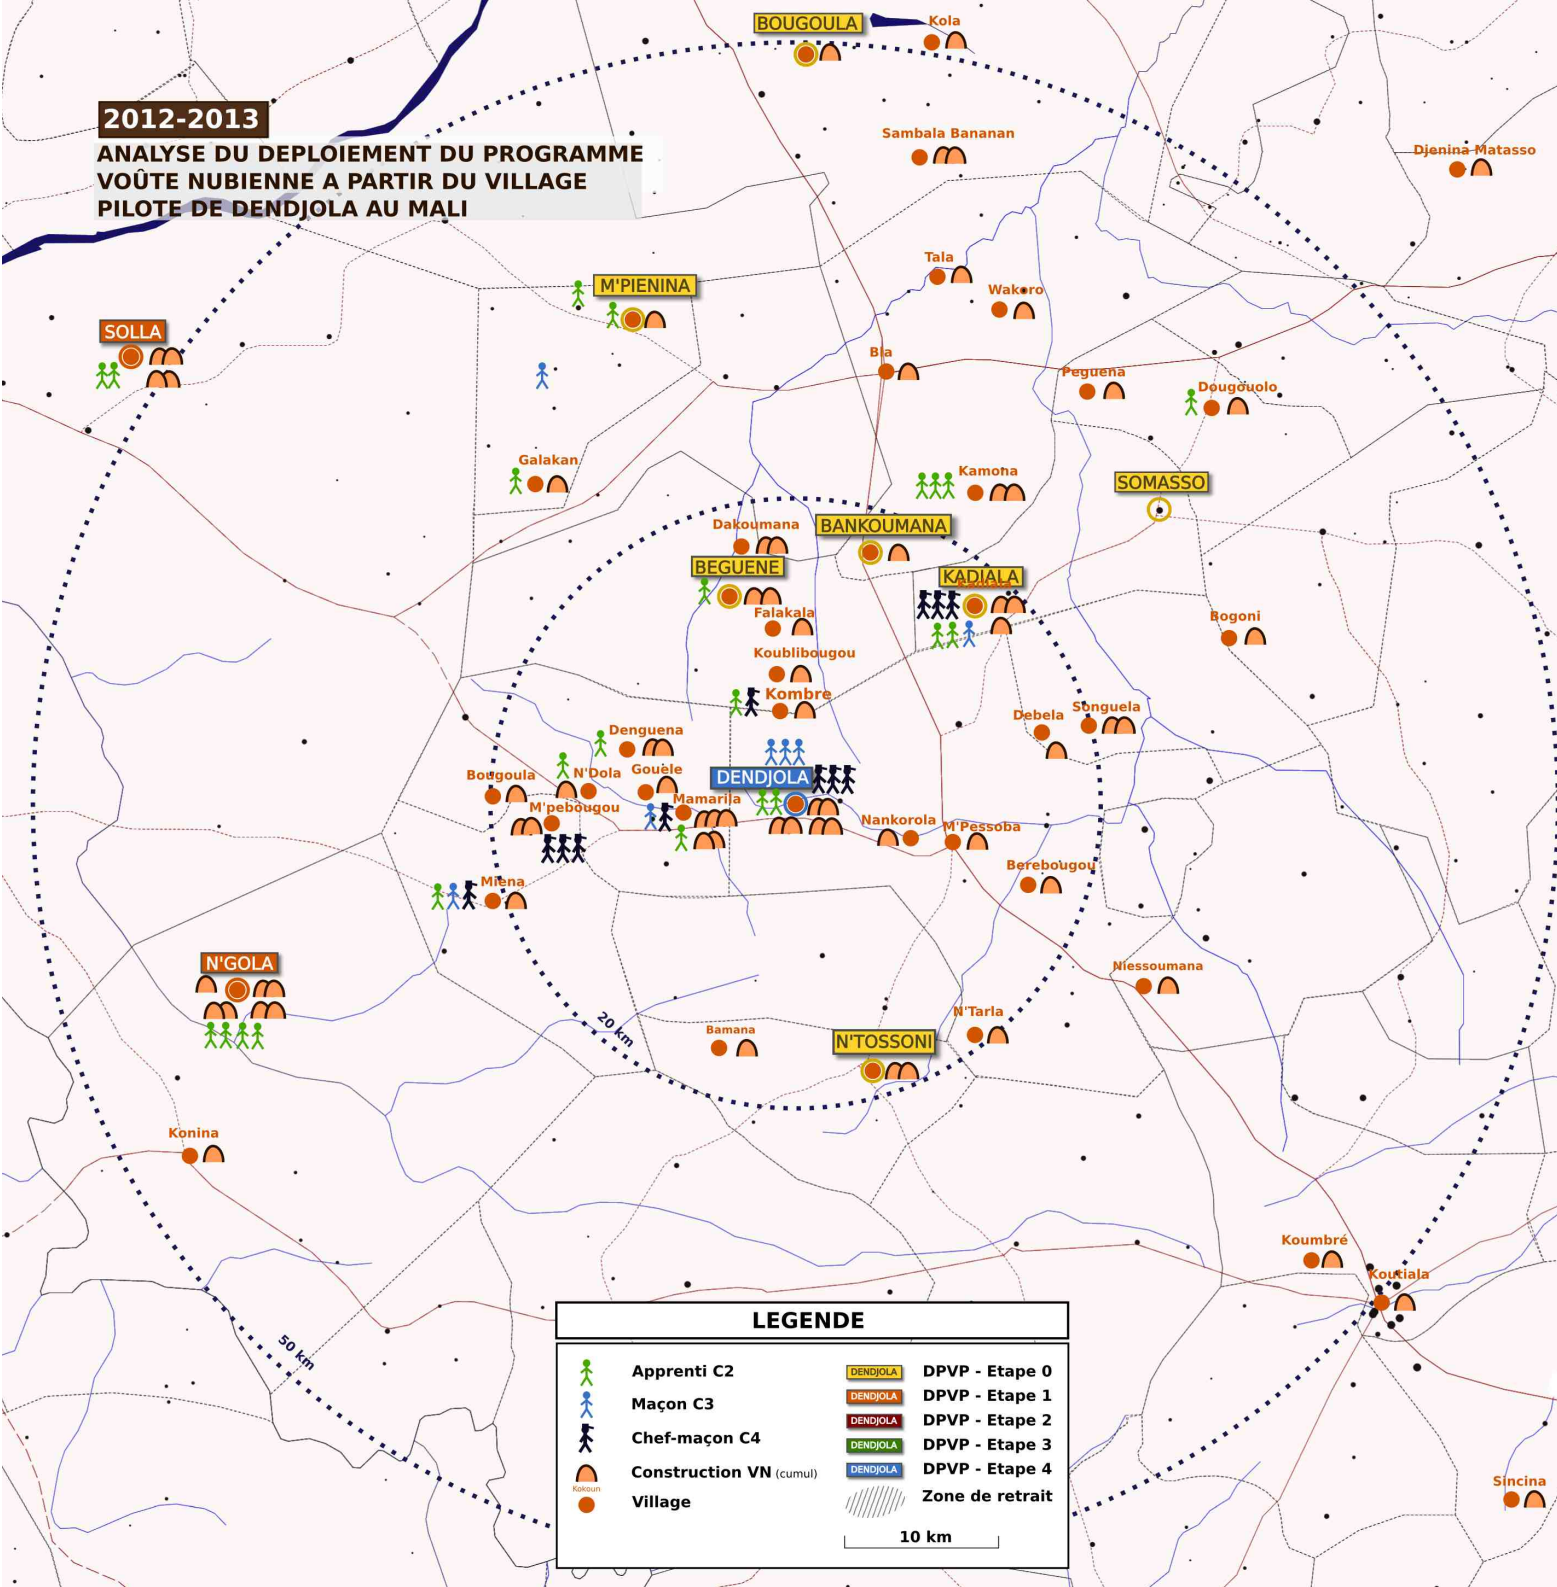 BOUGOULA
Kola
2012-2013
ANALYSE DU DEPLOIEMENT DU PROGRAMME
VOÛTE NUBIENNE A PARTIR DU VILLAGE
PILOTE DE DENDJOLA AU MALI
Sambala Bananan
Djenina Matasso
Tala
Wakoro
M'PIENINA
SOLLA
Bla
Peguena
Dougouolo
Galakan
Kamona
SOMASSO
Dakoumana
BANKOUMANA
BEGUENE
KADIALA
Falakala
Bogoni
Koublibougou
Kombre
Debela
Songuela
Denguena
Bougoula
N'Dola
Gouele
DENDJOLA
M'pebougou
Mamarila
Nankorola
M'Pessoba
Berebougou
Miena
N'GOLA
Niessoumana
20 km
Bamana
N'TOSSONI
N'Tarla
Konina
Koumbré
Koutiala
50 km
Sincina
LEGENDE
Apprenti C2
Maçon C3
Chef-maçon C4
Construction VN (cumul)
Kokoun
Village
DENDJOLA DPVP - Etape 0
DENDJOLA DPVP - Etape 1
DENDJOLA DPVP - Etape 2
DENDJOLA DPVP - Etape 3
DENDJOLA DPVP - Etape 4
Zone de retrait
10 km